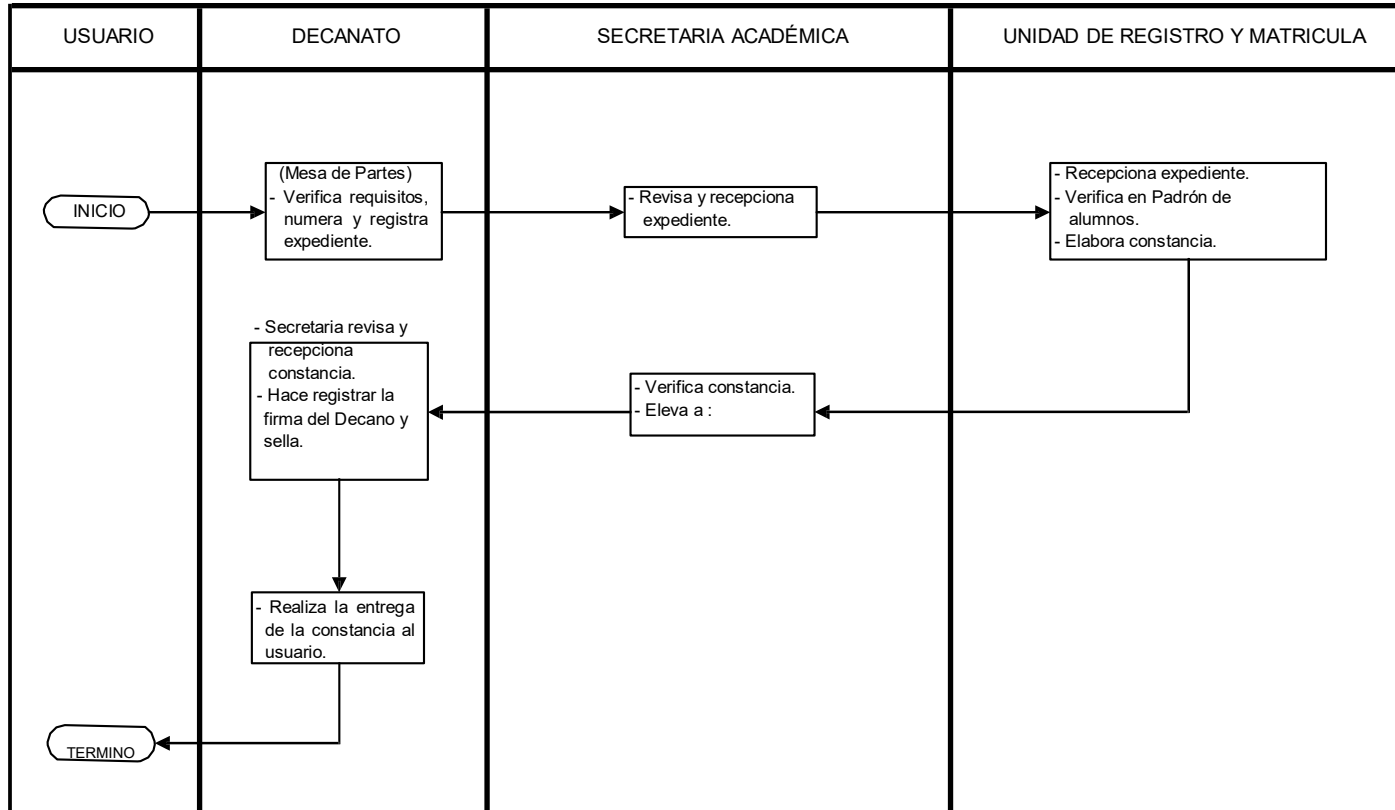 USUARIO
DECANATO
SECRETARIA ACADÉMICA
UNIDAD DE REGISTRO Y MATRICULA
INICIO
(Mesa de Partes)
- Verifica requisitos,
numera y registra
expediente.
- Revisa y recepciona
expediente.
- Recepciona expediente.
- Verifica en Padrón de
alumnos.
- Elabora constancia.
- Verifica constancia.
- Eleva a :
- Secretaria revisa y
recepciona
constancia.
- Hace registrar la
firma del Decano y
sella.
- Realiza la entrega
de la constancia al
usuario.
TERMINO